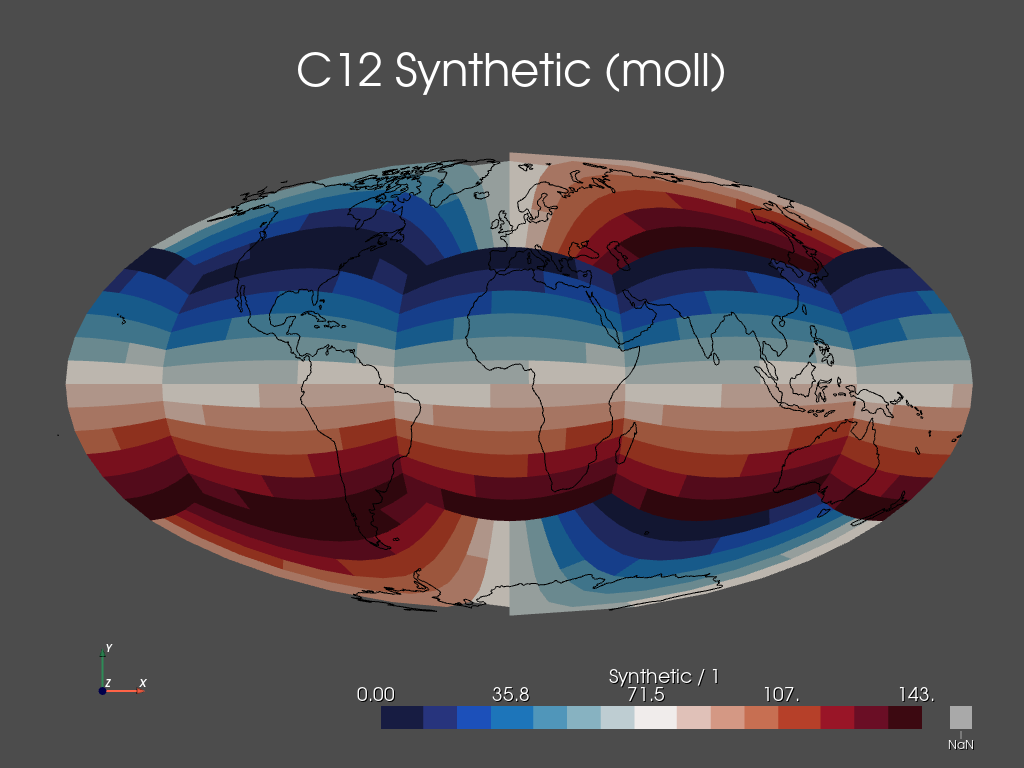 C12 Synthetic (moll)
Y
Z X
Synthetic / 1
0.00 35.8 71.5 107. 143.
NaN